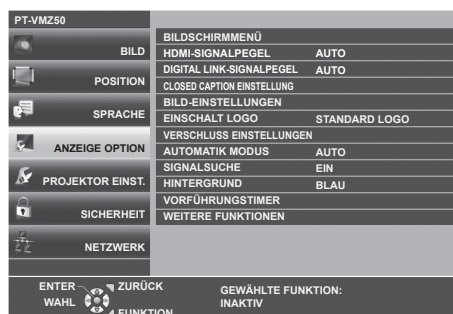 PT-VMZ50
BILD
POSITION
SPRACHE
ANZEIGE OPTION
PROJEKTOR EINST.
SICHERHEIT
NETZWERK
BILDSCHIRMMENÜ
HDMI-SIGNALPEGEL AUTO
DIGITAL LINK-SIGNALPEGEL AUTO
CLOSED CAPTION EINSTELLUNG
BILD-EINSTELLUNGEN
EINSCHALT LOGO STANDARD LOGO
VERSCHLUSS EINSTELLUNGEN
AUTOMATIK MODUS AUTO
SIGNALSUCHE EIN
HINTERGRUND BLAU
VORFÜHRUNGSTIMER
WEITERE FUNKTIONEN
ENTER ZURÜCK
WAHL
FUNKTION
GEWÄHLTE FUNKTION:
INAKTIV